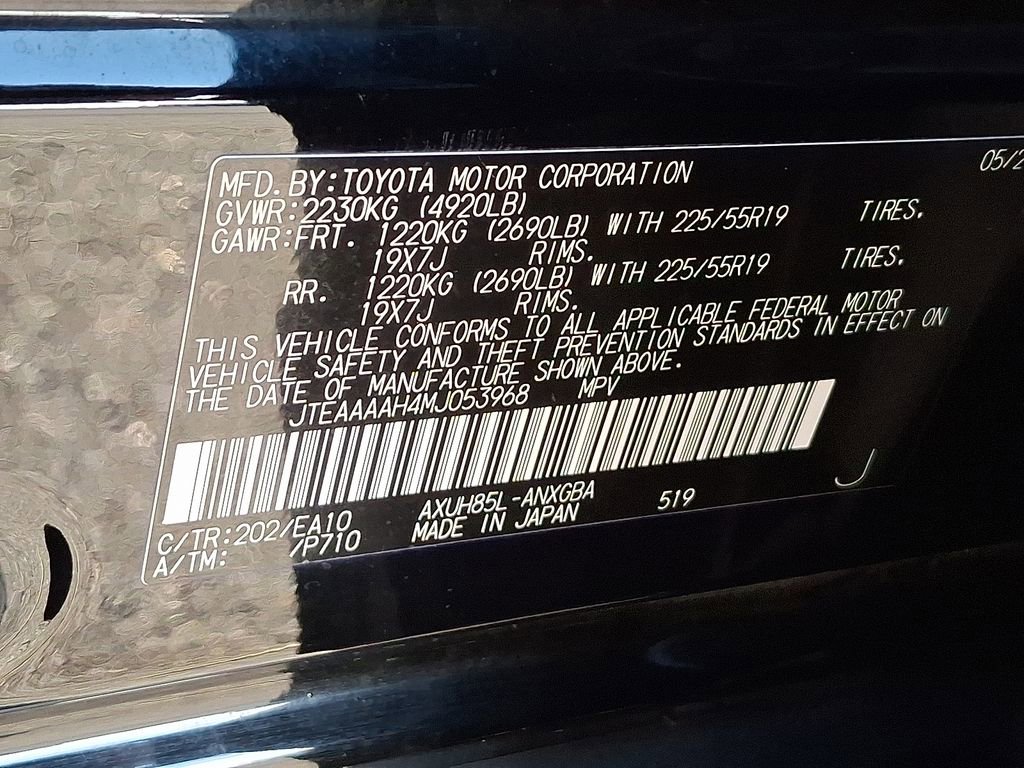 MFD. BY:TOYOTA MOTOR CORPORATION 05/2
GVWR:2230KG (4920LB)
GAWR:FRT. 1220KG (2690LB) WITH 225/55R19 TIRES.
19X7J RIMS.
RR. 1220KG (2690LB) WITH 225/55R19 TIRES.
19X7J RIMS.
THIS VEHICLE CONFORMS TO ALL APPLICABLE FEDERAL MOTOR
VEHICLE SAFETY AND THEFT PREVENTION STANDARDS IN EFFECT ON
THE DATE OF MANUFACTURE SHOWN ABOVE.
JTEAAAAH4MJ053968 MPV
J
C/TR:202/EA10 AXUH85L-ANXGBA 519
A/TM: /P710 MADE IN JAPAN